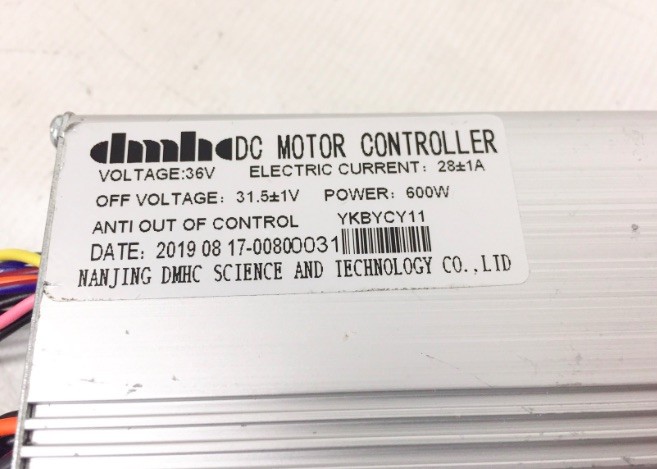 dmhc DC MOTOR CONTROLLER
VOLTAGE:36V ELECTRIC CURRENT: 28±1A
OFF VOLTAGE: 31.5±1V POWER: 600W
ANTI OUT OF CONTROL YKBYCY11
DATE: 2019 08 17-00800031
NANJING DMHC SCIENCE AND TECHNOLOGY CO.,LTD